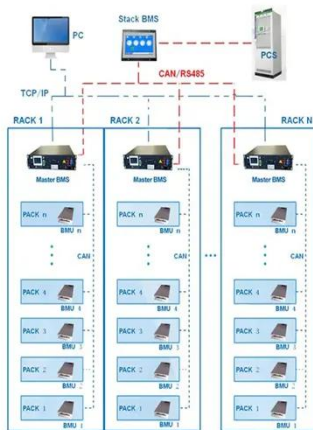 PC
Stack BMS
PCS
CAN/RS485
TCP/IP
RACK 1
RACK 2
RACK N
Master BMS
Master BMS
Master BMS
PACK n
BMU n
PACK n
BMU n
PACK n
BMU n
CAN
CAN
CAN
PACK 4
BMU 4
PACK 4
BMU 4
PACK 4
BMU 4
PACK 3
BMU 3
PACK 3
BMU 3
PACK 3
BMU 3
PACK 2
BMU 2
PACK 2
BMU 2
PACK 2
BMU 2
PACK 1
BMU 1
PACK 1
BMU 1
PACK 1
BMU 1